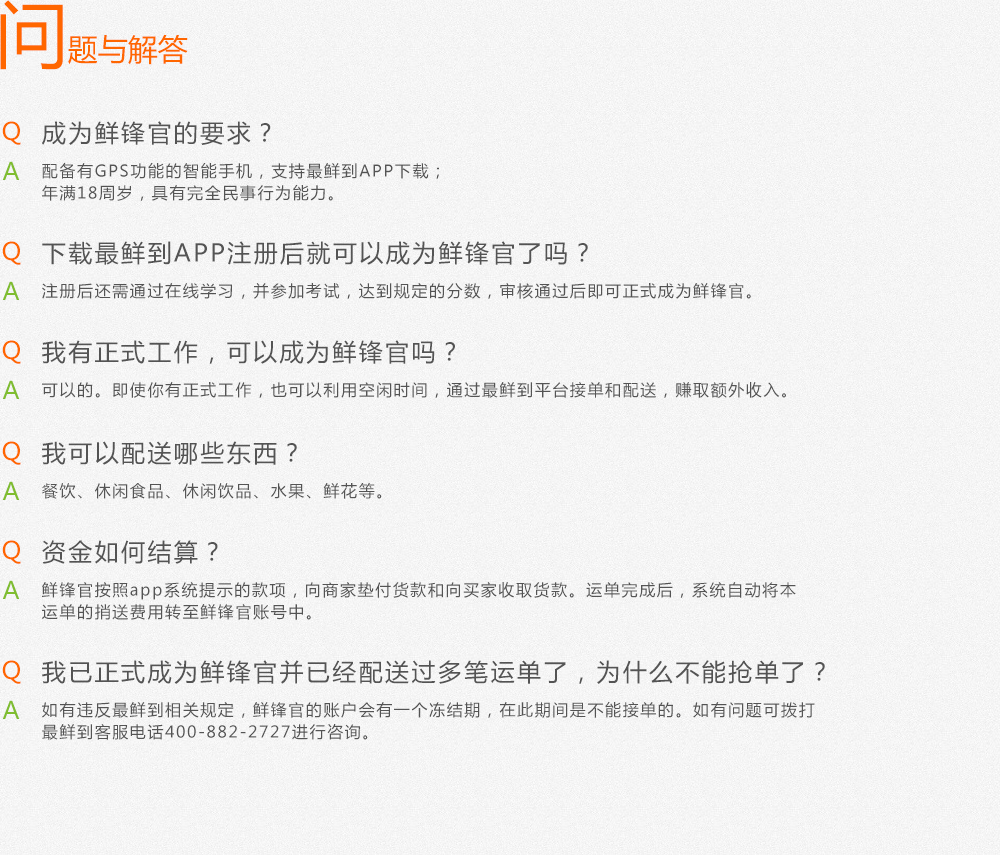 问题与解答
Q 成为鲜锋官的要求？
A 配备有GPS功能的智能手机，支持最鲜到APP下载；
年满18周岁，具有完全民事行为能力。
Q 下载最鲜到APP注册后就可以成为鲜锋官了吗？
A 注册后还需通过在线学习，并参加考试，达到规定的分数，审核通过后即可正式成为鲜锋官。
Q 我有正式工作，可以成为鲜锋官吗？
A 可以的。即使你有正式工作，也可以利用空闲时间，通过最鲜到平台接单和配送，赚取额外收入。
Q 我可以配送哪些东西？
A 餐饮、休闲食品、休闲饮品、水果、鲜花等。
Q 资金如何结算？
A 鲜锋官按照app系统提示的款项，向商家垫付货款和向买家收取货款。运单完成后，系统自动将本
运单的捎送费用转至鲜锋官账号中。
Q 我已正式成为鲜锋官并已经配送过多笔运单了，为什么不能抢单了？
A 如有违反最鲜到相关规定，鲜锋官的账户会有一个冻结期，在此期间是不能接单的。如有问题可拨打
最鲜到客服电话400-882-2727进行咨询。